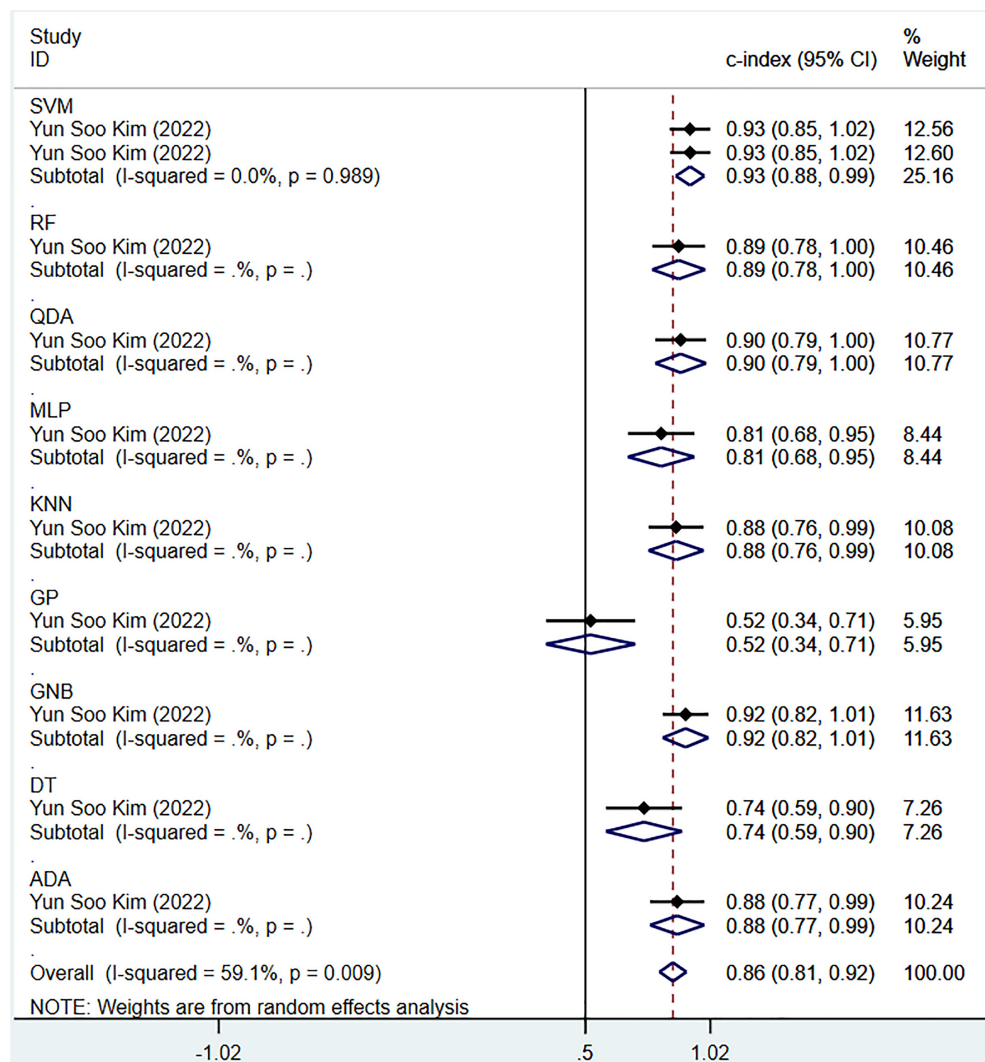 Study %
ID c-index (95% CI) Weight
SVM
Yun Soo Kim (2022) 0.93 (0.85, 1.02) 12.56
Yun Soo Kim (2022) 0.93 (0.85, 1.02) 12.60
Subtotal (I-squared = 0.0%, p = 0.989) 0.93 (0.88, 0.99) 25.16
.
RF
Yun Soo Kim (2022) 0.89 (0.78, 1.00) 10.46
Subtotal (I-squared = .%, p = .) 0.89 (0.78, 1.00) 10.46
.
QDA
Yun Soo Kim (2022) 0.90 (0.79, 1.00) 10.77
Subtotal (I-squared = .%, p = .) 0.90 (0.79, 1.00) 10.77
.
MLP
Yun Soo Kim (2022) 0.81 (0.68, 0.95) 8.44
Subtotal (I-squared = .%, p = .) 0.81 (0.68, 0.95) 8.44
.
KNN
Yun Soo Kim (2022) 0.88 (0.76, 0.99) 10.08
Subtotal (I-squared = .%, p = .) 0.88 (0.76, 0.99) 10.08
.
GP
Yun Soo Kim (2022) 0.52 (0.34, 0.71) 5.95
Subtotal (I-squared = .%, p = .) 0.52 (0.34, 0.71) 5.95
.
GNB
Yun Soo Kim (2022) 0.92 (0.82, 1.01) 11.63
Subtotal (I-squared = .%, p = .) 0.92 (0.82, 1.01) 11.63
.
DT
Yun Soo Kim (2022) 0.74 (0.59, 0.90) 7.26
Subtotal (I-squared = .%, p = .) 0.74 (0.59, 0.90) 7.26
.
ADA
Yun Soo Kim (2022) 0.88 (0.77, 0.99) 10.24
Subtotal (I-squared = .%, p = .) 0.88 (0.77, 0.99) 10.24
.
Overall (I-squared = 59.1%, p = 0.009) 0.86 (0.81, 0.92) 100.00
NOTE: Weights are from random effects analysis
-1.02 .5 1.02